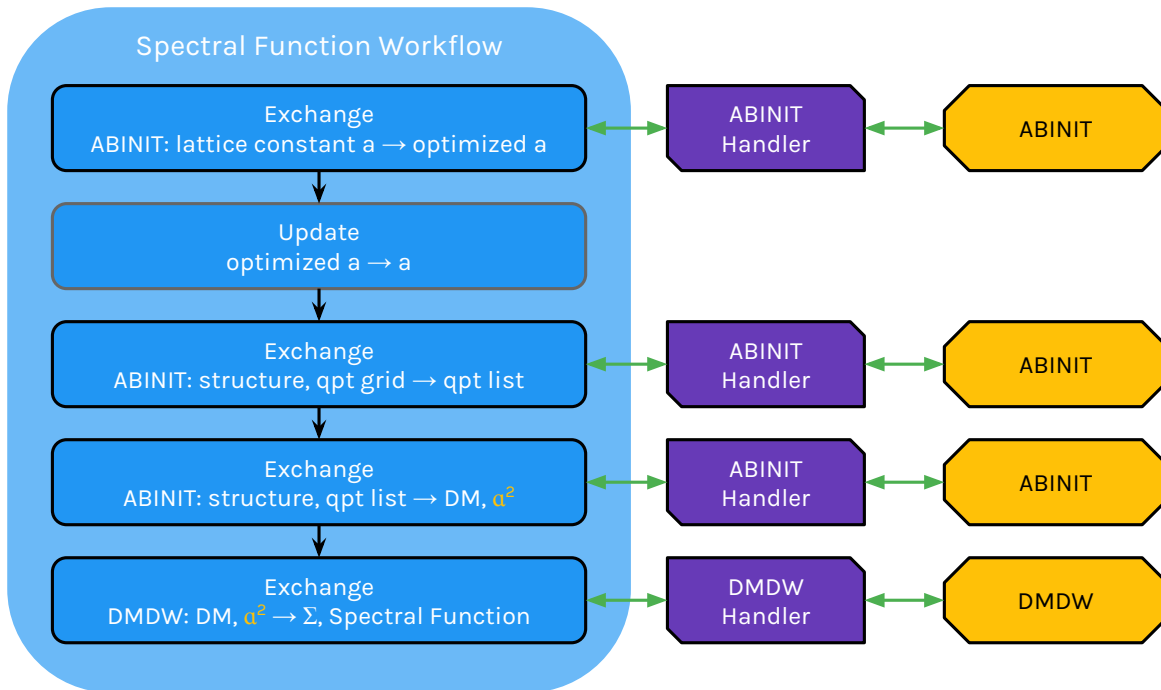 Spectral Function Workflow
Exchange
ABINIT: lattice constant a → optimized a
ABINIT
Handler
ABINIT
Update
optimized a → a
Exchange
ABINIT: structure, qpt grid → qpt list
ABINIT
Handler
ABINIT
Exchange
ABINIT: structure, qpt list → DM, α²
ABINIT
Handler
ABINIT
Exchange
DMDW: DM, α² → Σ, Spectral Function
DMDW
Handler
DMDW